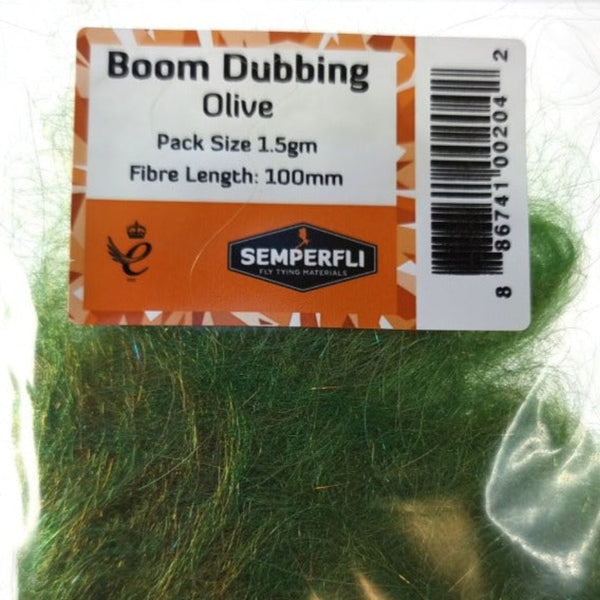 Boom Dubbing
Olive
Pack Size 1.5gm
Fibre Length: 100mm
SEMPERFLI
FLY TYING MATERIALS
8 86741 00204 2